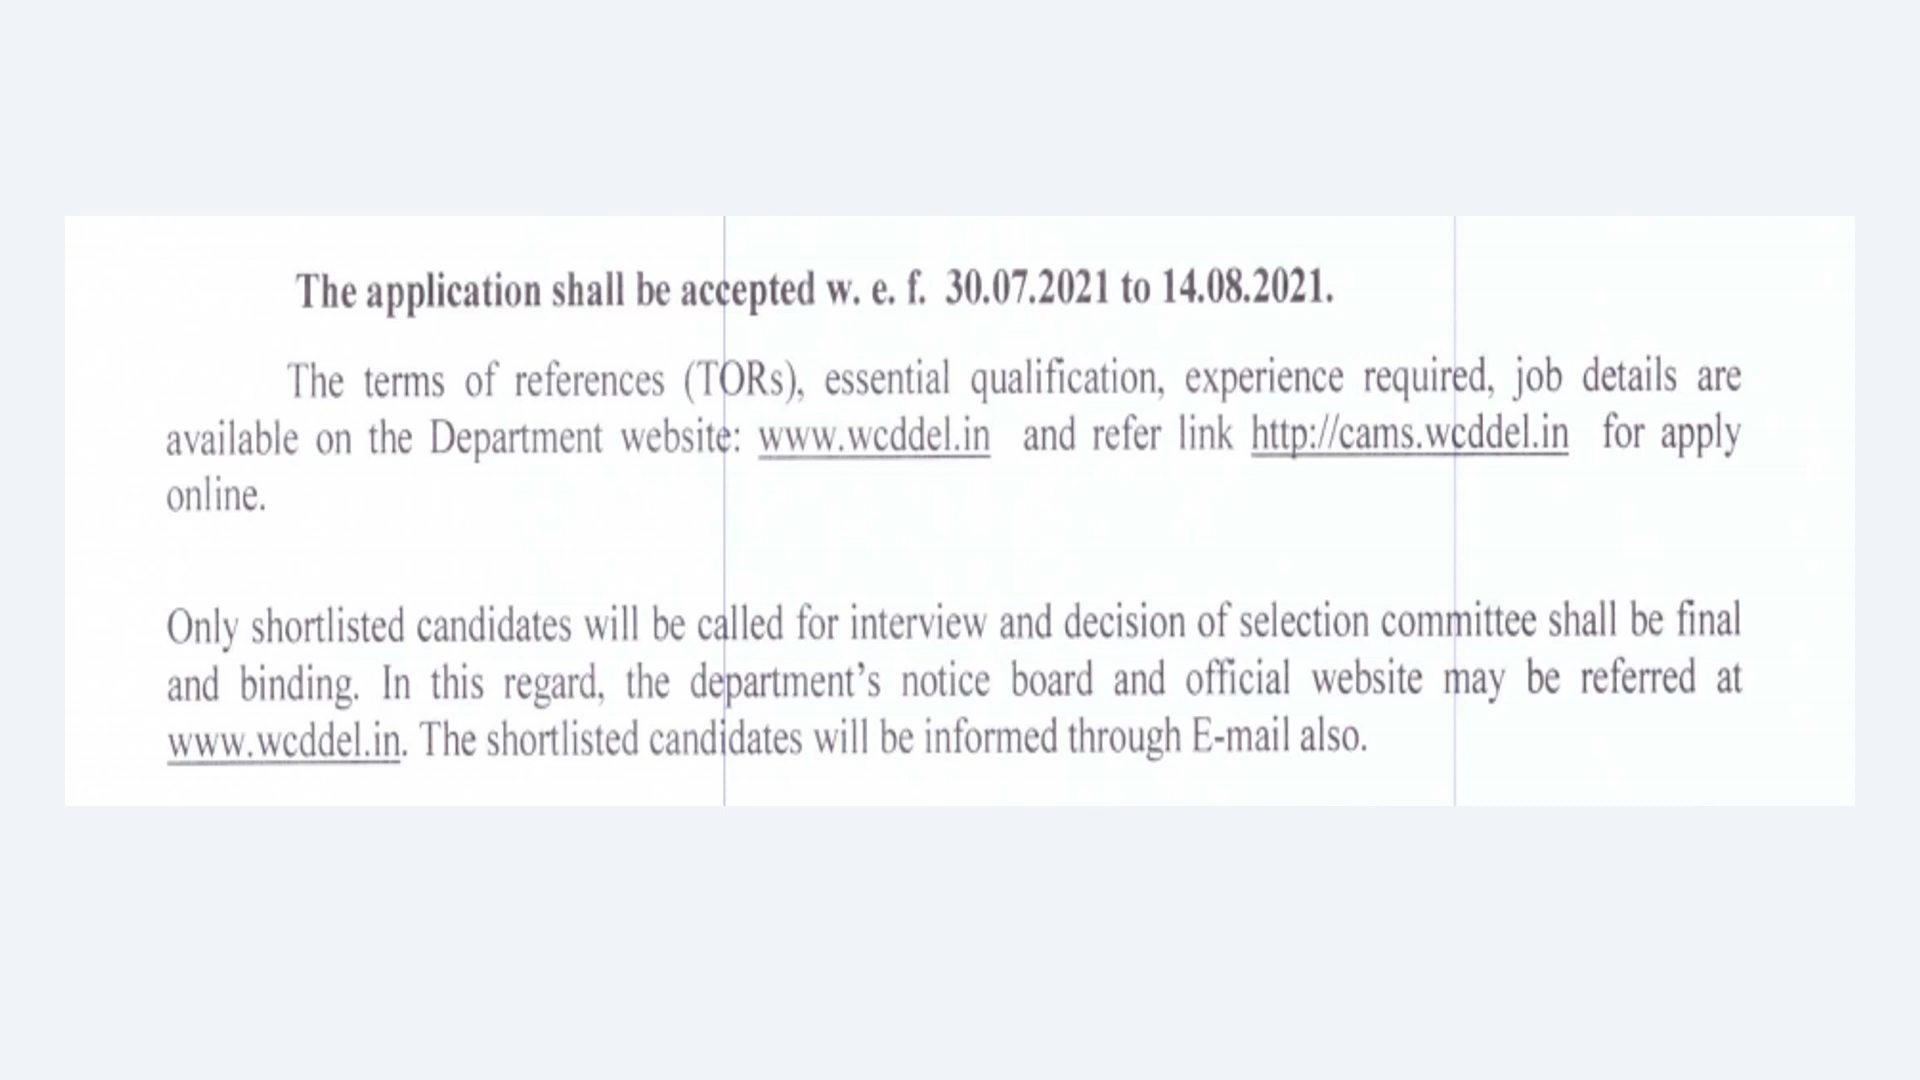 The application shall be accepted w. e. f. 30.07.2021 to 14.08.2021.
The terms of references (TORs), essential qualification, experience required, job details are
available on the Department website: www.wcddel.in and refer link http://cams.wcddel.in for apply
online.
Only shortlisted candidates will be called for interview and decision of selection committee shall be final
and binding. In this regard, the department's notice board and official website may be referred at
www.wcddel.in. The shortlisted candidates will be informed through E-mail also.